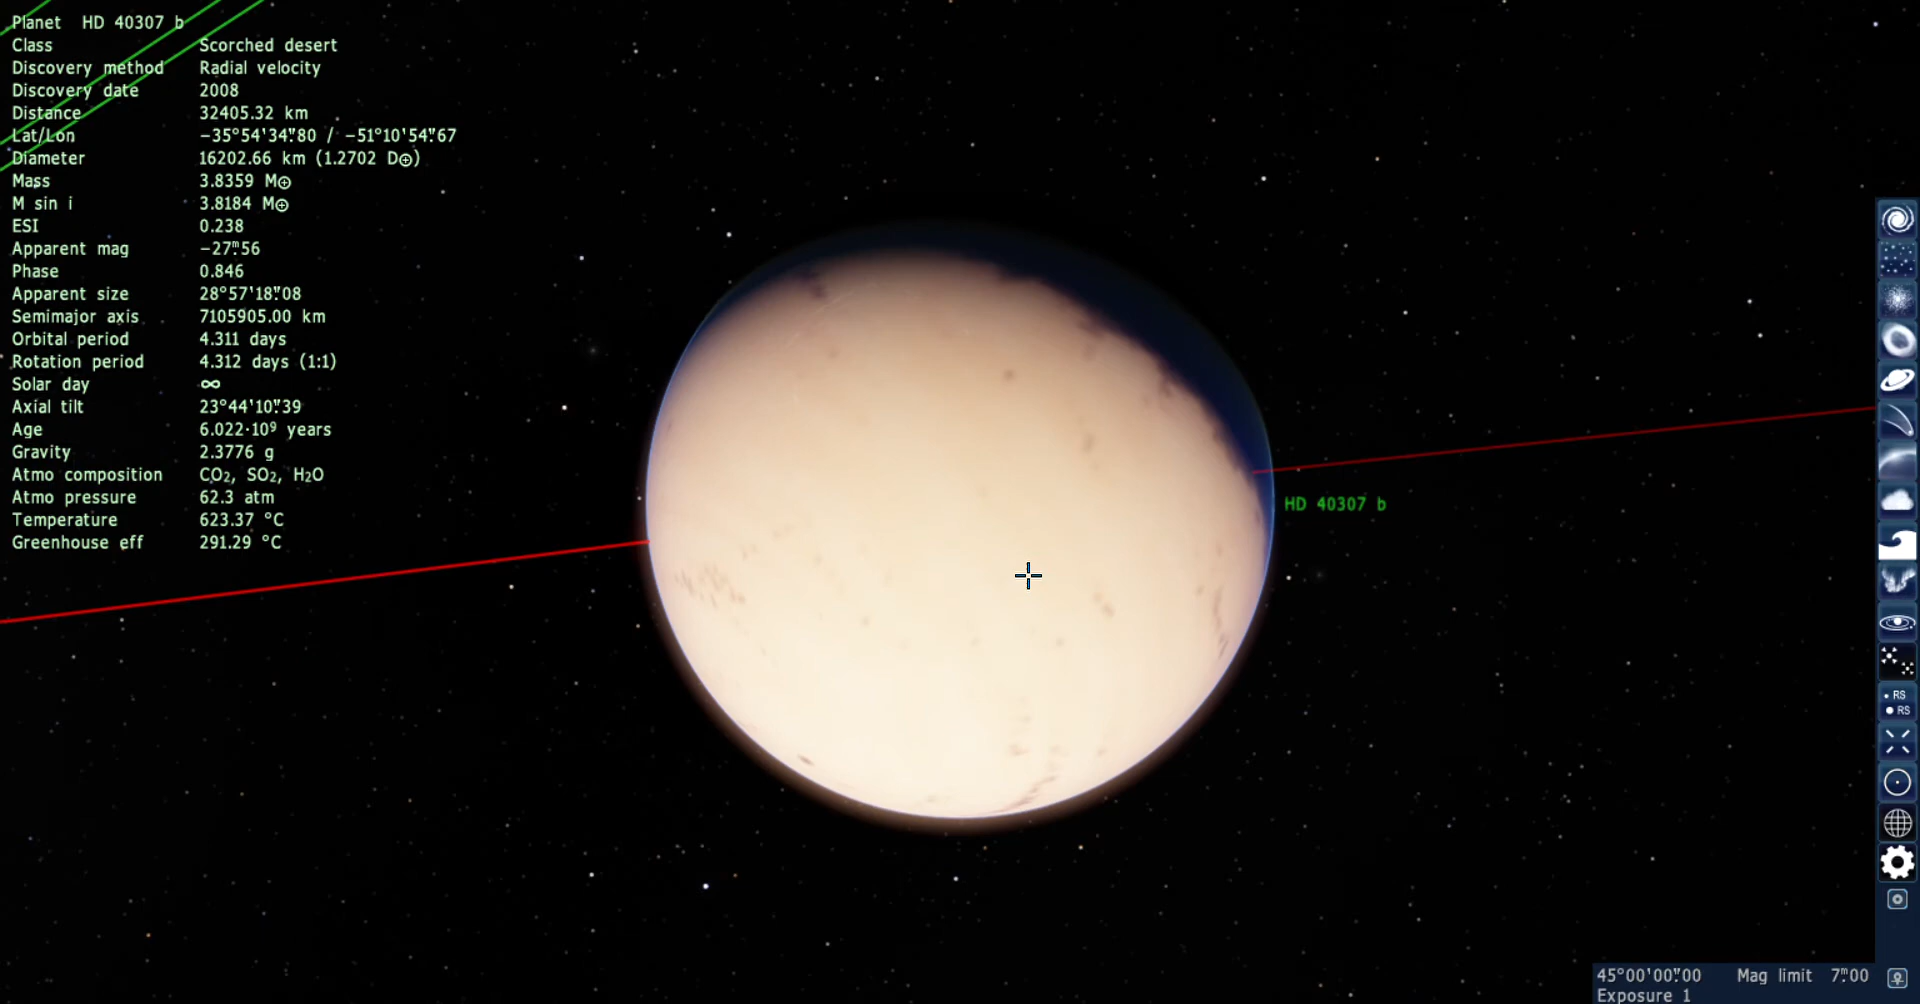 Planet HD 40307 b
Class Scorched desert
Discovery method Radial velocity
Discovery date 2008
Distance 32405.32 km
Lat/Lon −35°54'34"80 / −51°10'54"67
Diameter 16202.66 km (1.2702 D⊕)
Mass 3.8359 M⊕
M sin i 3.8184 M⊕
ESI 0.238
Apparent mag −27ᵐ56
Phase 0.846
Apparent size 28°57'18"08
Semimajor axis 7105905.00 km
Orbital period 4.311 days
Rotation period 4.312 days (1:1)
Solar day ∞
Axial tilt 23°44'10"39
Age 6.022·10⁹ years
Gravity 2.3776 g
Atmo composition CO₂, SO₂, H₂O
Atmo pressure 62.3 atm
Temperature 623.37 °C
Greenhouse eff 291.29 °C
HD 40307 b
RS
RS
45°00'00"00 Mag limit 7ᵐ00
Exposure 1